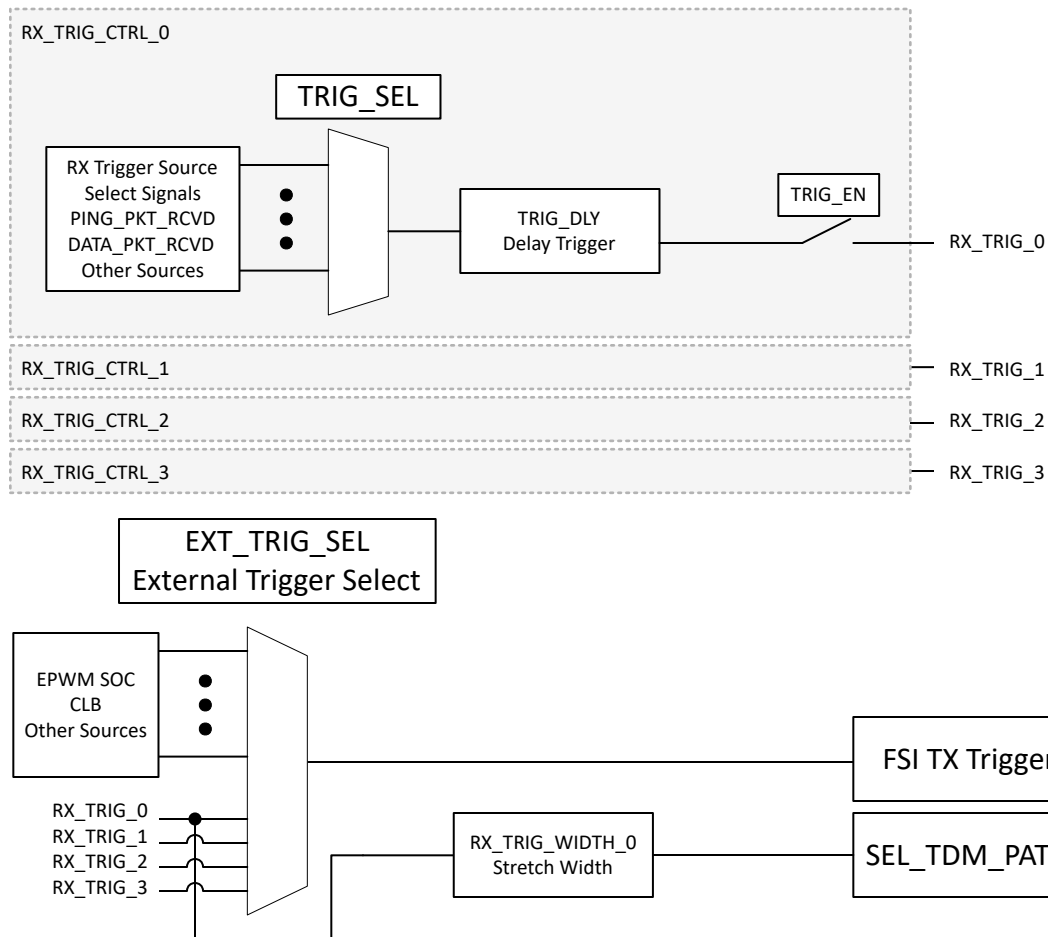 RX_TRIG_CTRL_0
TRIG_SEL
RX Trigger Source
Select Signals
PING_PKT_RCVD
DATA_PKT_RCVD
Other Sources
TRIG_DLY
Delay Trigger
TRIG_EN
RX_TRIG_0
RX_TRIG_CTRL_1
RX_TRIG_1
RX_TRIG_CTRL_2
RX_TRIG_2
RX_TRIG_CTRL_3
RX_TRIG_3
EXT_TRIG_SEL
External Trigger Select
EPWM SOC
CLB
Other Sources
FSI TX Trigger
RX_TRIG_0
RX_TRIG_1
RX_TRIG_2
RX_TRIG_3
RX_TRIG_WIDTH_0
Stretch Width
SEL_TDM_PAT